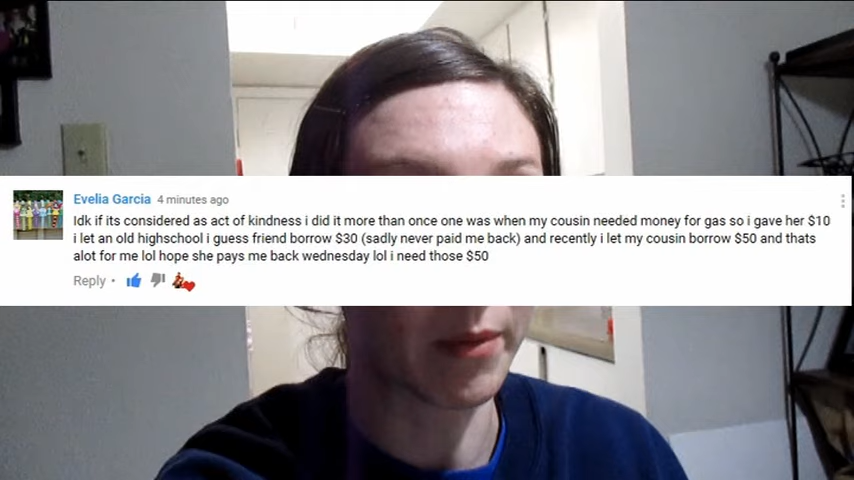 Evelia Garcia 4 minutes ago
Idk if its considered as act of kindness i did it more than once one was when my cousin needed money for gas so i gave her $10
i let an old highschool i guess friend borrow $30 (sadly never paid me back) and recently i let my cousin borrow $50 and thats
alot for me lol hope she pays me back wednesday lol i need those $50
Reply •